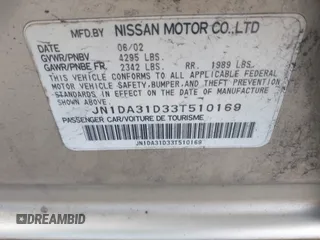 MFD. BY NISSAN MOTOR CO., LTD
06/02
GVWR/PNBV 4295 LBS.
GAWR/PNBE FR. 2342 LBS. RR. 1989 LBS.
THIS VEHICLE CONFORMS TO ALL APPLICABLE FEDERAL
MOTOR VEHICLE SAFETY, BUMPER, AND THEFT PREVENTION
STANDARDS IN EFFECT ON THE DATE OF MANUFACTURE
SHOWN ABOVE.
JN1DA31D33T510169
PASSENGER CAR/VOITURE DE TOURISME
JN1DA31D33T510169
DREAMBID
DREAMBID.COM